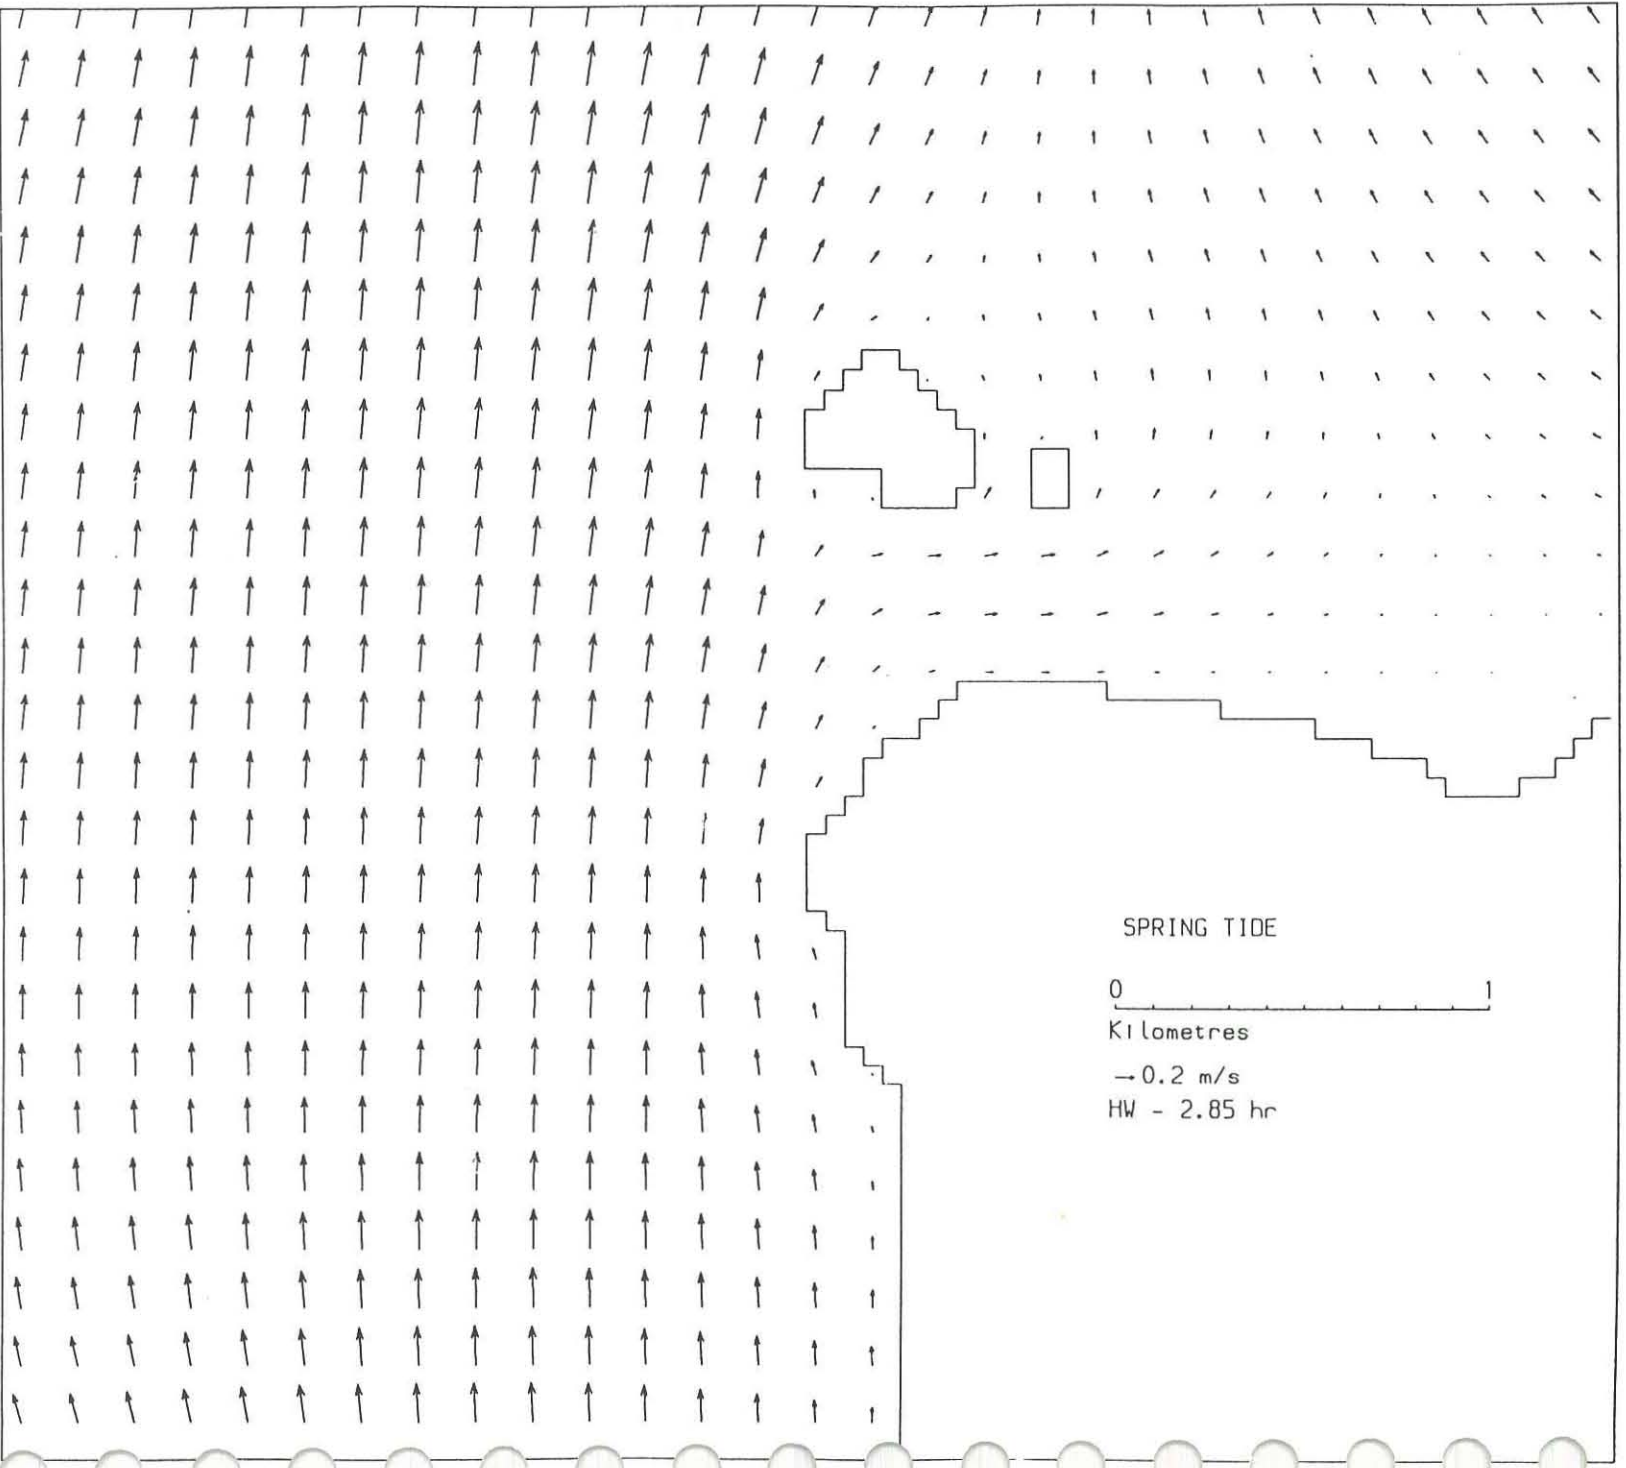 SPRING TIDE
0 1
Kilometres
→0.2 m/s
HW - 2.85 hr